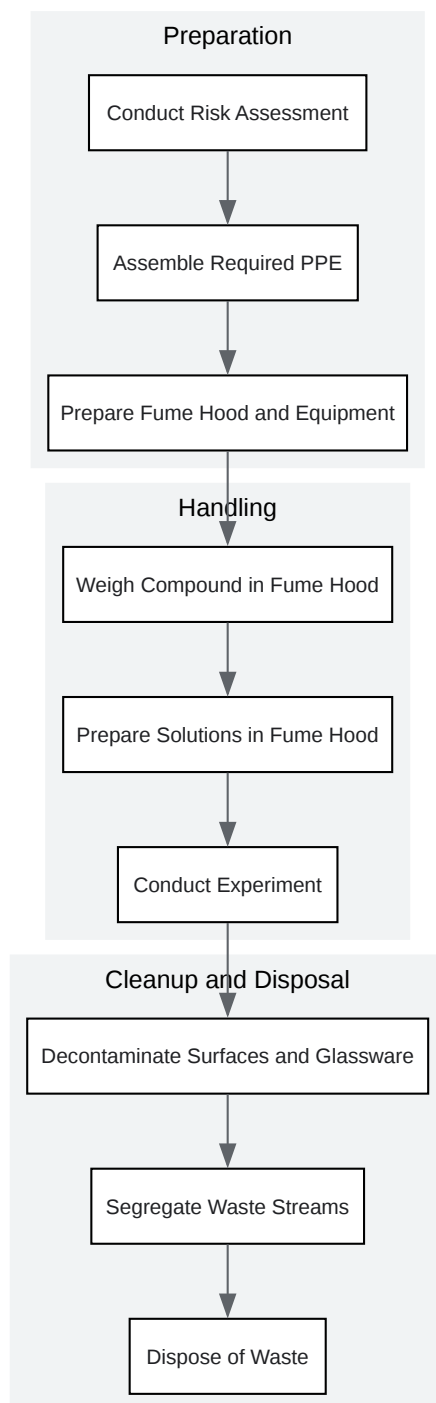 Preparation
Conduct Risk Assessment
Assemble Required PPE
Prepare Fume Hood and Equipment
Handling
Weigh Compound in Fume Hood
Prepare Solutions in Fume Hood
Conduct Experiment
Cleanup and Disposal
Decontaminate Surfaces and Glassware
Segregate Waste Streams
Dispose of Waste